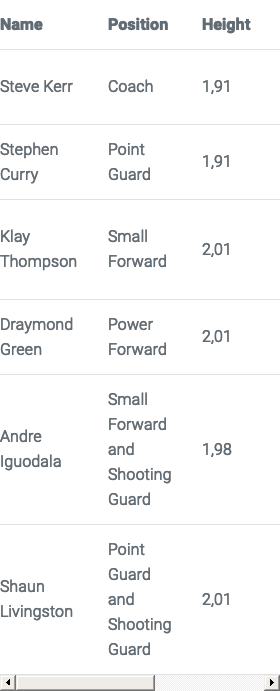 Name Position Height
Steve Kerr Coach 1,91
Stephen Curry Point Guard 1,91
Klay Thompson Small Forward 2,01
Draymond Green Power Forward 2,01
Andre Iguodala Small Forward and Shooting Guard 1,98
Shaun Livingston Point Guard and Shooting Guard 2,01